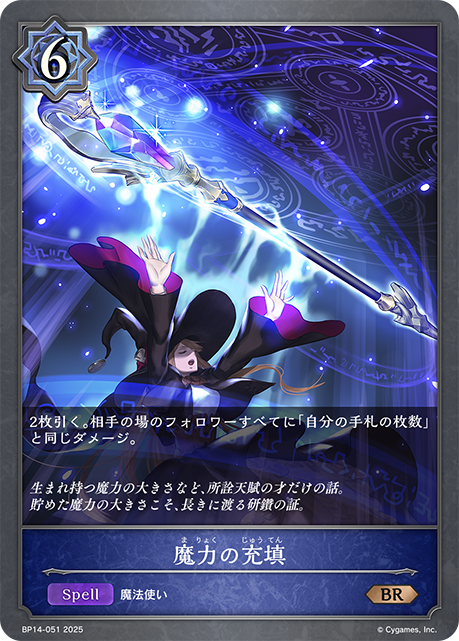 6
2枚引く。相手の場のフォロワーすべてに「自分の手札の枚数」
と同じダメージ。
生まれ持つ魔力の大きさなど、所詮天賦の才だけの話。
貯めた魔力の大きさこそ、長きに渡る研鑽の証。
ま りょく じゅう てん
魔力の充填
Spell 魔法使い BR
BP14-051 2025 © Cygames, Inc.